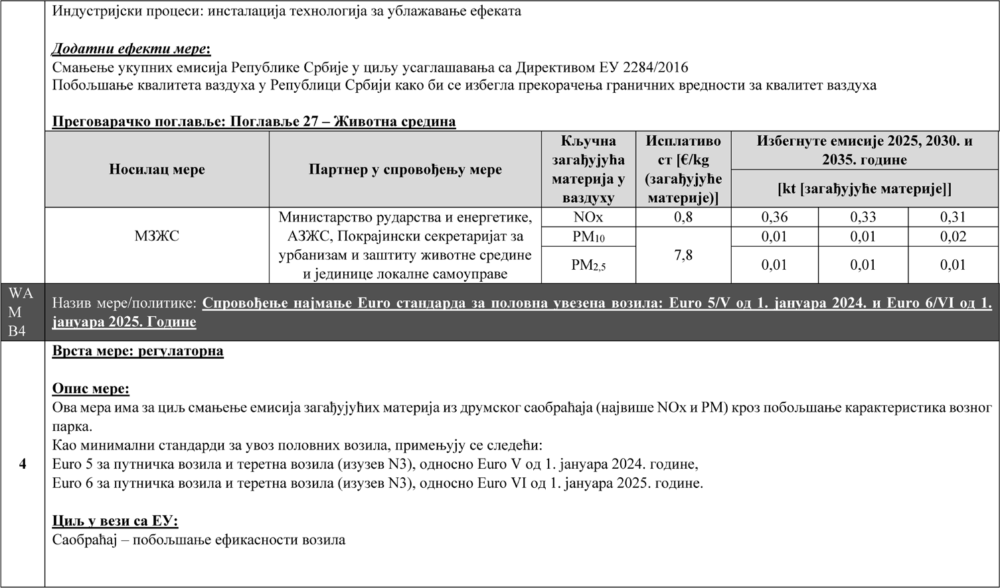 Индустријски процеси: инсталација технологија за ублажавање ефеката
Додатни ефекти мере:
Смањење укупних емисија Републике Србије у циљу усаглашавања са Директивом ЕУ 2284/2016
Побољшање квалитета ваздуха у Републици Србији како би се избегла прекорачења граничних вредности за квалитет ваздуха
Преговарачко поглавље: Поглавље 27 – Животна средина
Носилац мере
Партнер у спровођењу мере
Кључна
загађујућа
материја у
ваздуху
Исплативо
ст [€/kg
(загађујуће
материје)]
Избегнуте емисије 2025, 2030. и
2035. године
[kt [загађујуће материје]]
МЗЖС
Министарство рударства и енергетике,
АЗЖС, Покрајински секретаријат за
урбанизам и заштиту животне средине
и јединице локалне самоуправе
NOx
0,8
0,36
0,33
0,31
PM10
7,8
0,01
0,01
0,02
PM2,5
0,01
0,01
0,01
WA
M
B4
Назив мере/политике: Спровођење најмање Euro стандарда за половна увезена возила: Euro 5/V од 1. јануара 2024. и Euro 6/VI од 1.
јануара 2025. Године
4
Врста мере: регулаторна
Опис мере:
Ова мера има за циљ смањење емисија загађујућих материја из друмског саобраћаја (највише NOx и PM) кроз побољшање карактеристика возног
парка.
Као минимални стандарди за увоз половних возила, примењују се следећи:
Euro 5 за путничка возила и теретна возила (изузев N3), односно Euro V од 1. јануара 2024. године,
Euro 6 за путничка возила и теретна возила (изузев N3), односно Euro VI од 1. јануара 2025. године.
Циљ у вези са ЕУ:
Саобраћај – побољшање ефикасности возила